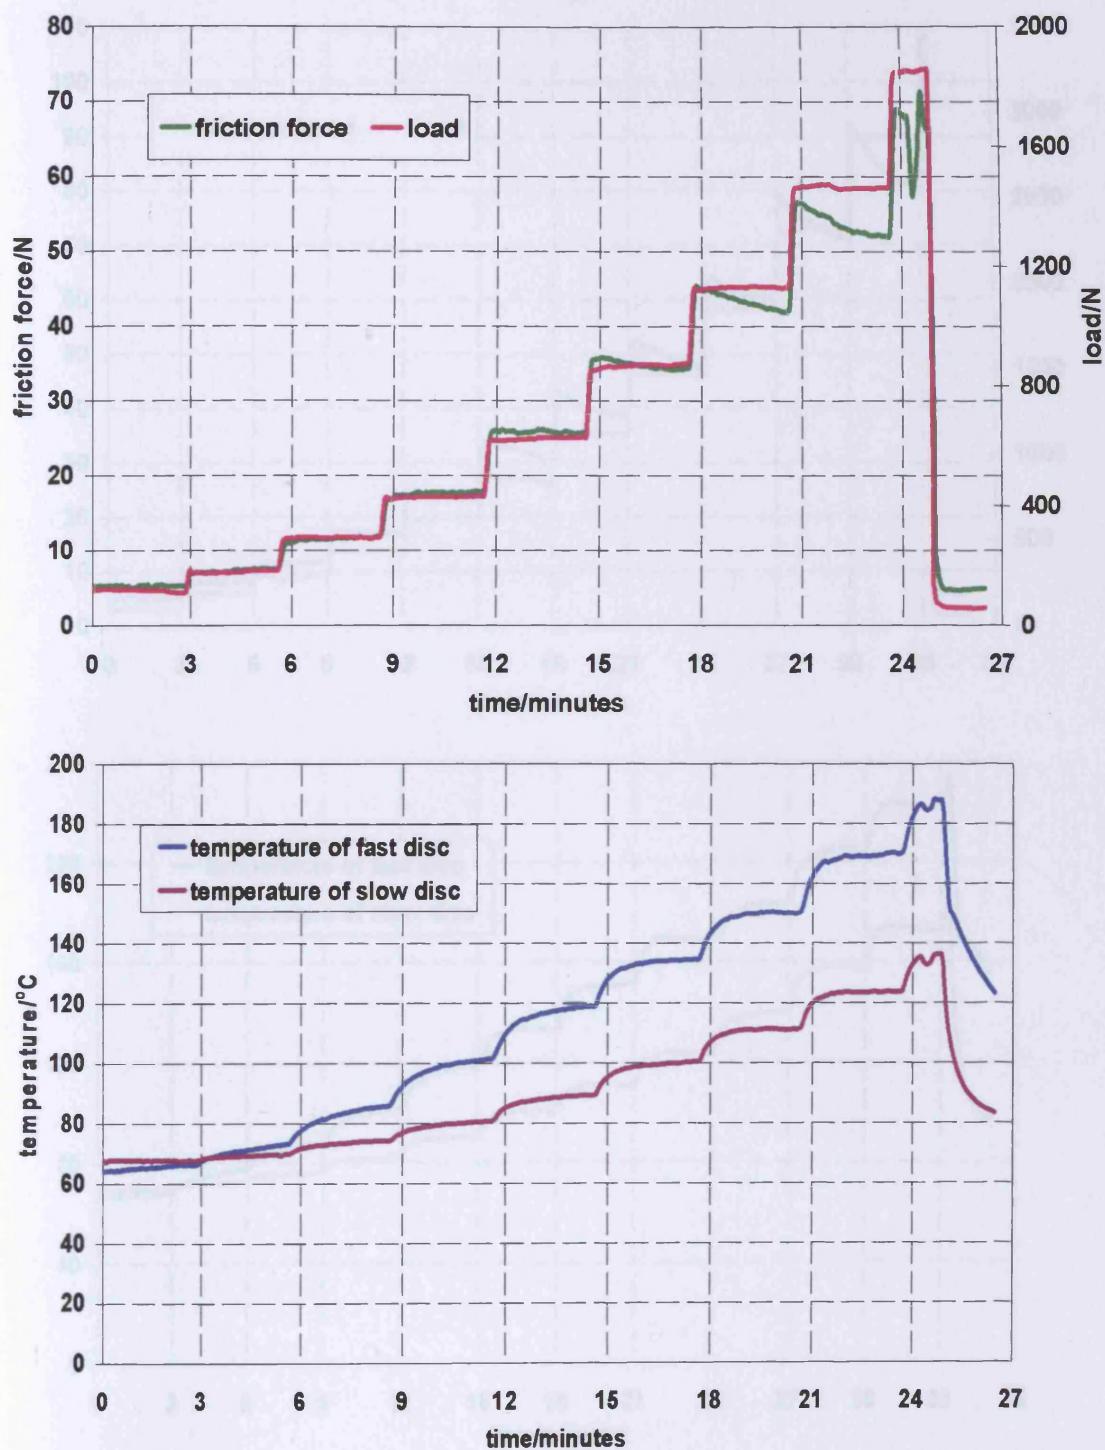 80
70
60
50
40
30
20
10
0
friction force/N
friction force load
2000
1600
1200
800
400
0
load/N
0 3 6 9 12 15 18 21 24 27
time/minutes
200
180
160
140
120
100
80
60
40
20
0
temperature/°C
temperature of fast disc
temperature of slow disc
0 3 6 9 12 15 18 21 24 27
time/minutes